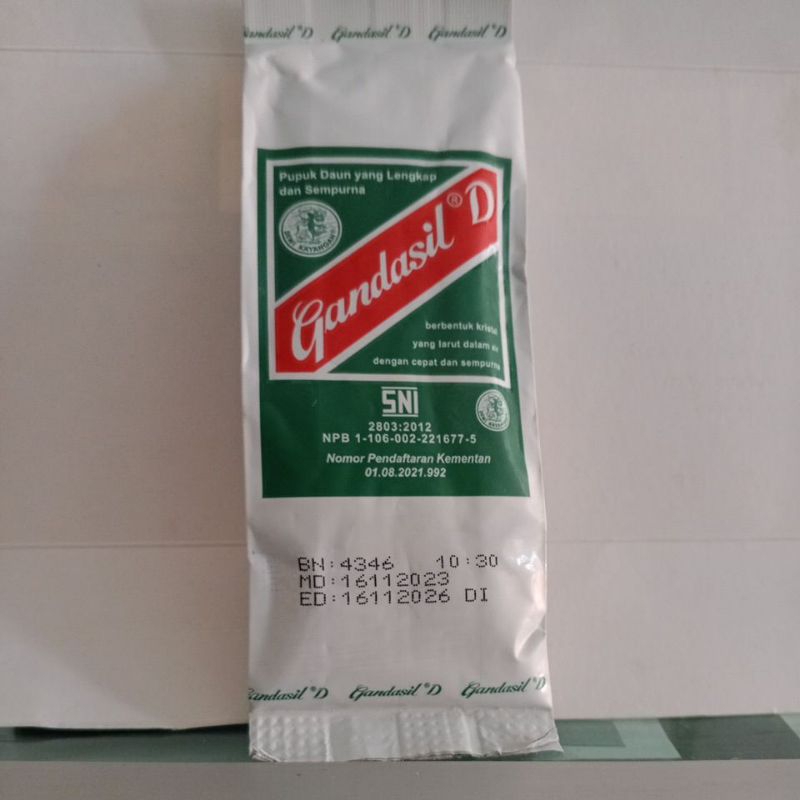 Gandasil ® D Gandasil ® D Gandasil ® D
Pupuk Daun yang Lengkap
dan Sempurna
DEWI KAYANGAN
Gandasil ® D
berbentuk kristal
yang larut dalam air
dengan cepat dan sempurna
SNI
2803:2012
NPB 1-106-002-221677-5
Nomor Pendaftaran Kementan
01.08.2021.992
BN:4346 10:30
MD:16112023
ED:16112026 DI
Gandasil ® D Gandasil ® D Gandasil ® D